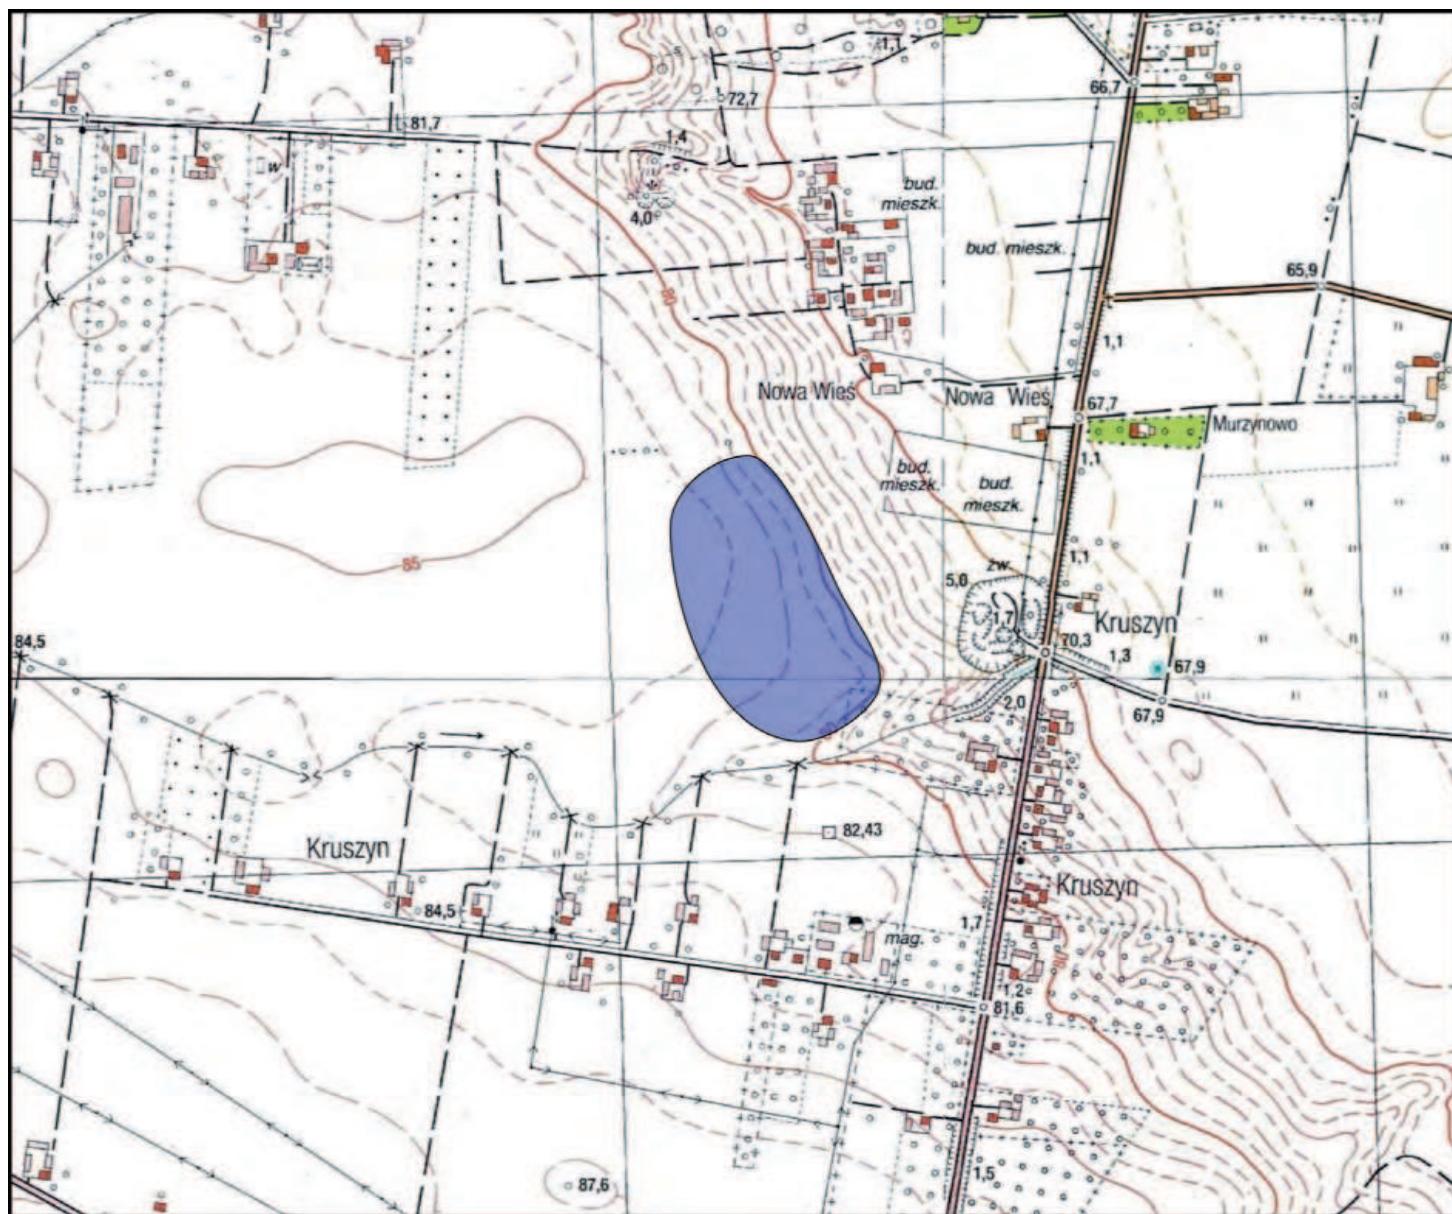 s
1,1
72,7
66,7
81,7
1,4
w
bud.
mieszk.
4,0
bud. mieszk.
65,9
80
1,1
Nowa Wieś
Nowa Wieś
67,7
Murzynowo
1,1
bud.
mieszk.
bud.
mieszk.
85
1,1
zw.
5,0
1,7
Kruszyn
70,3
84,5
1,3
67,9
2,0
67,9
82,43
Kruszyn
Kruszyn
84,5
1,7
mag.
1,2
81,6
1,5
87,6